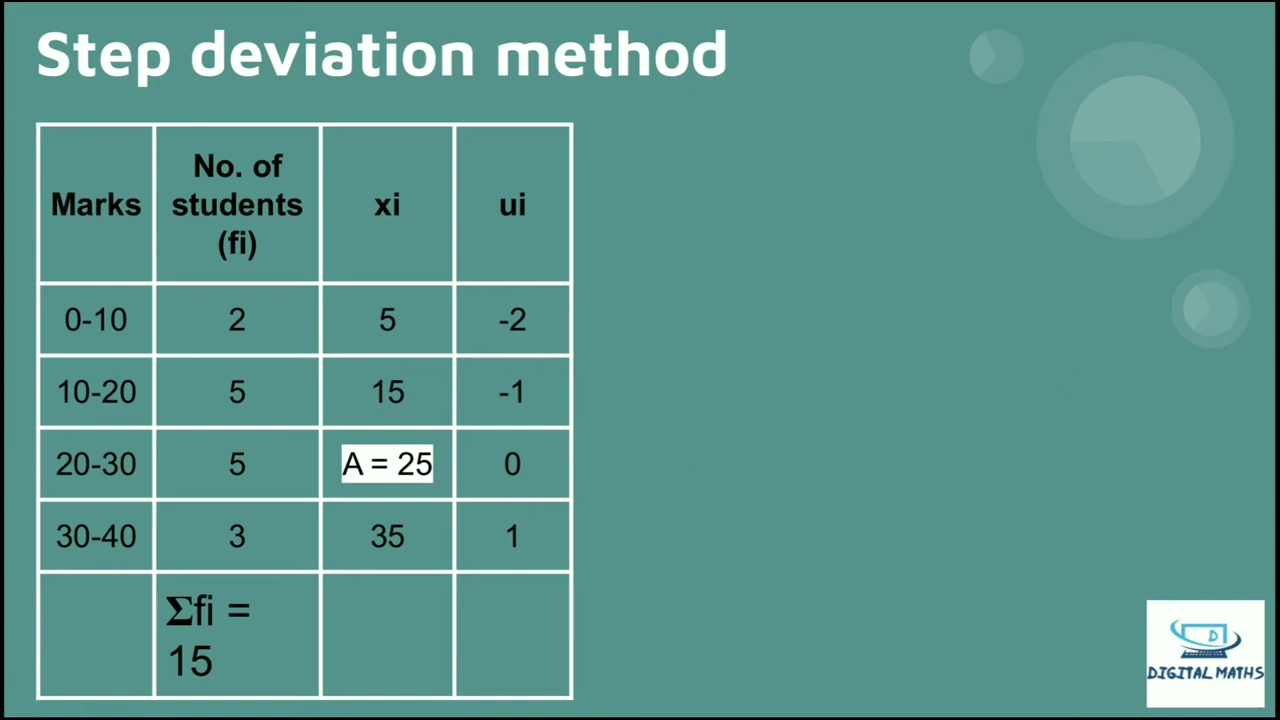 Step deviation method
Marks
No. of
students
(fi)
xi
ui
0-10 2 5 -2
10-20 5 15 -1
20-30 5 A = 25 0
30-40 3 35 1
Σfi =
15
D
DIGITAL MATHS